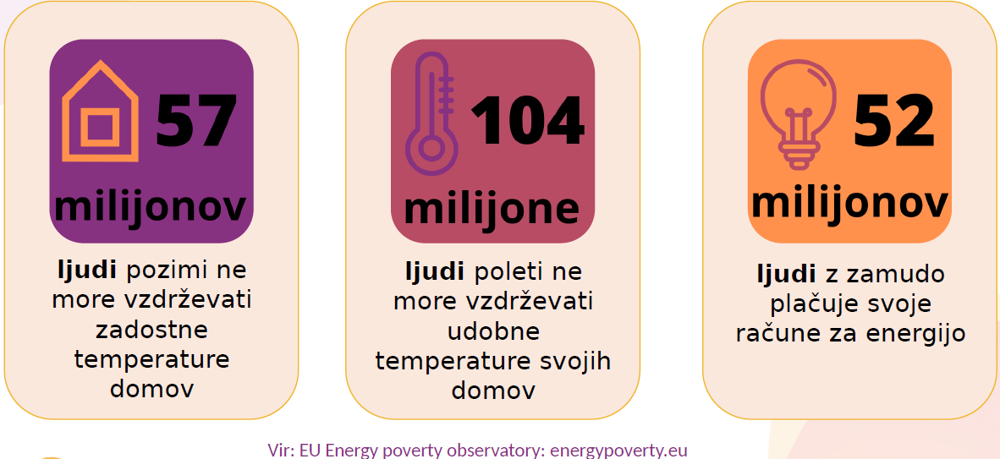 57
milijonov
ljudi pozimi ne
more vzdrževati
zadostne
temperature
domov
104
milijone
ljudi poleti ne
more vzdrževati
udobne
temperature svojih
domov
52
milijonov
ljudi z zamudo
plačuje svoje
račune za energijo
Vir: EU Energy poverty observatory: energypoverty.eu